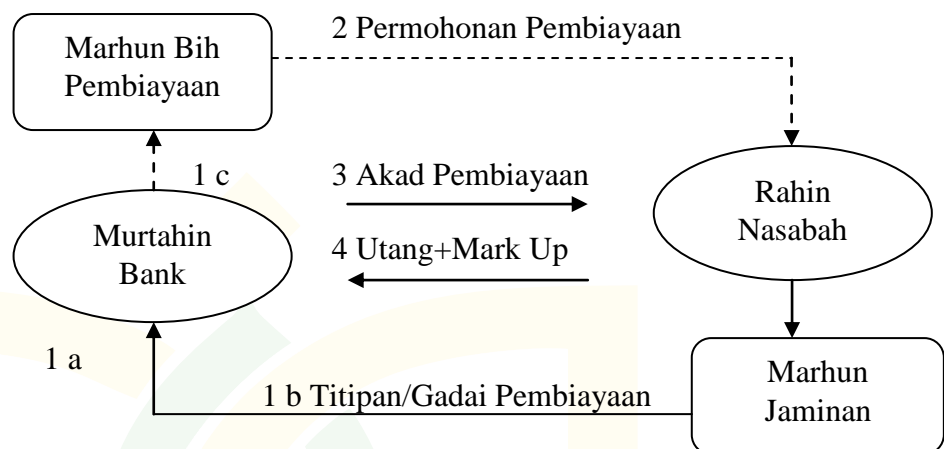 Marhun Bih
Pembiayaan
2 Permohonan Pembiayaan
1 c
3 Akad Pembiayaan
Rahin
Nasabah
Murtahin
Bank
4 Utang+Mark Up
1 a
1 b Titipan/Gadai Pembiayaan
Marhun
Jaminan